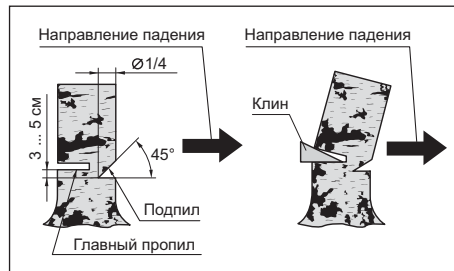 Направление падения
Ø1/4
3 ... 5 см
45°
Подпил
Главный пропил
Направление падения
Клин